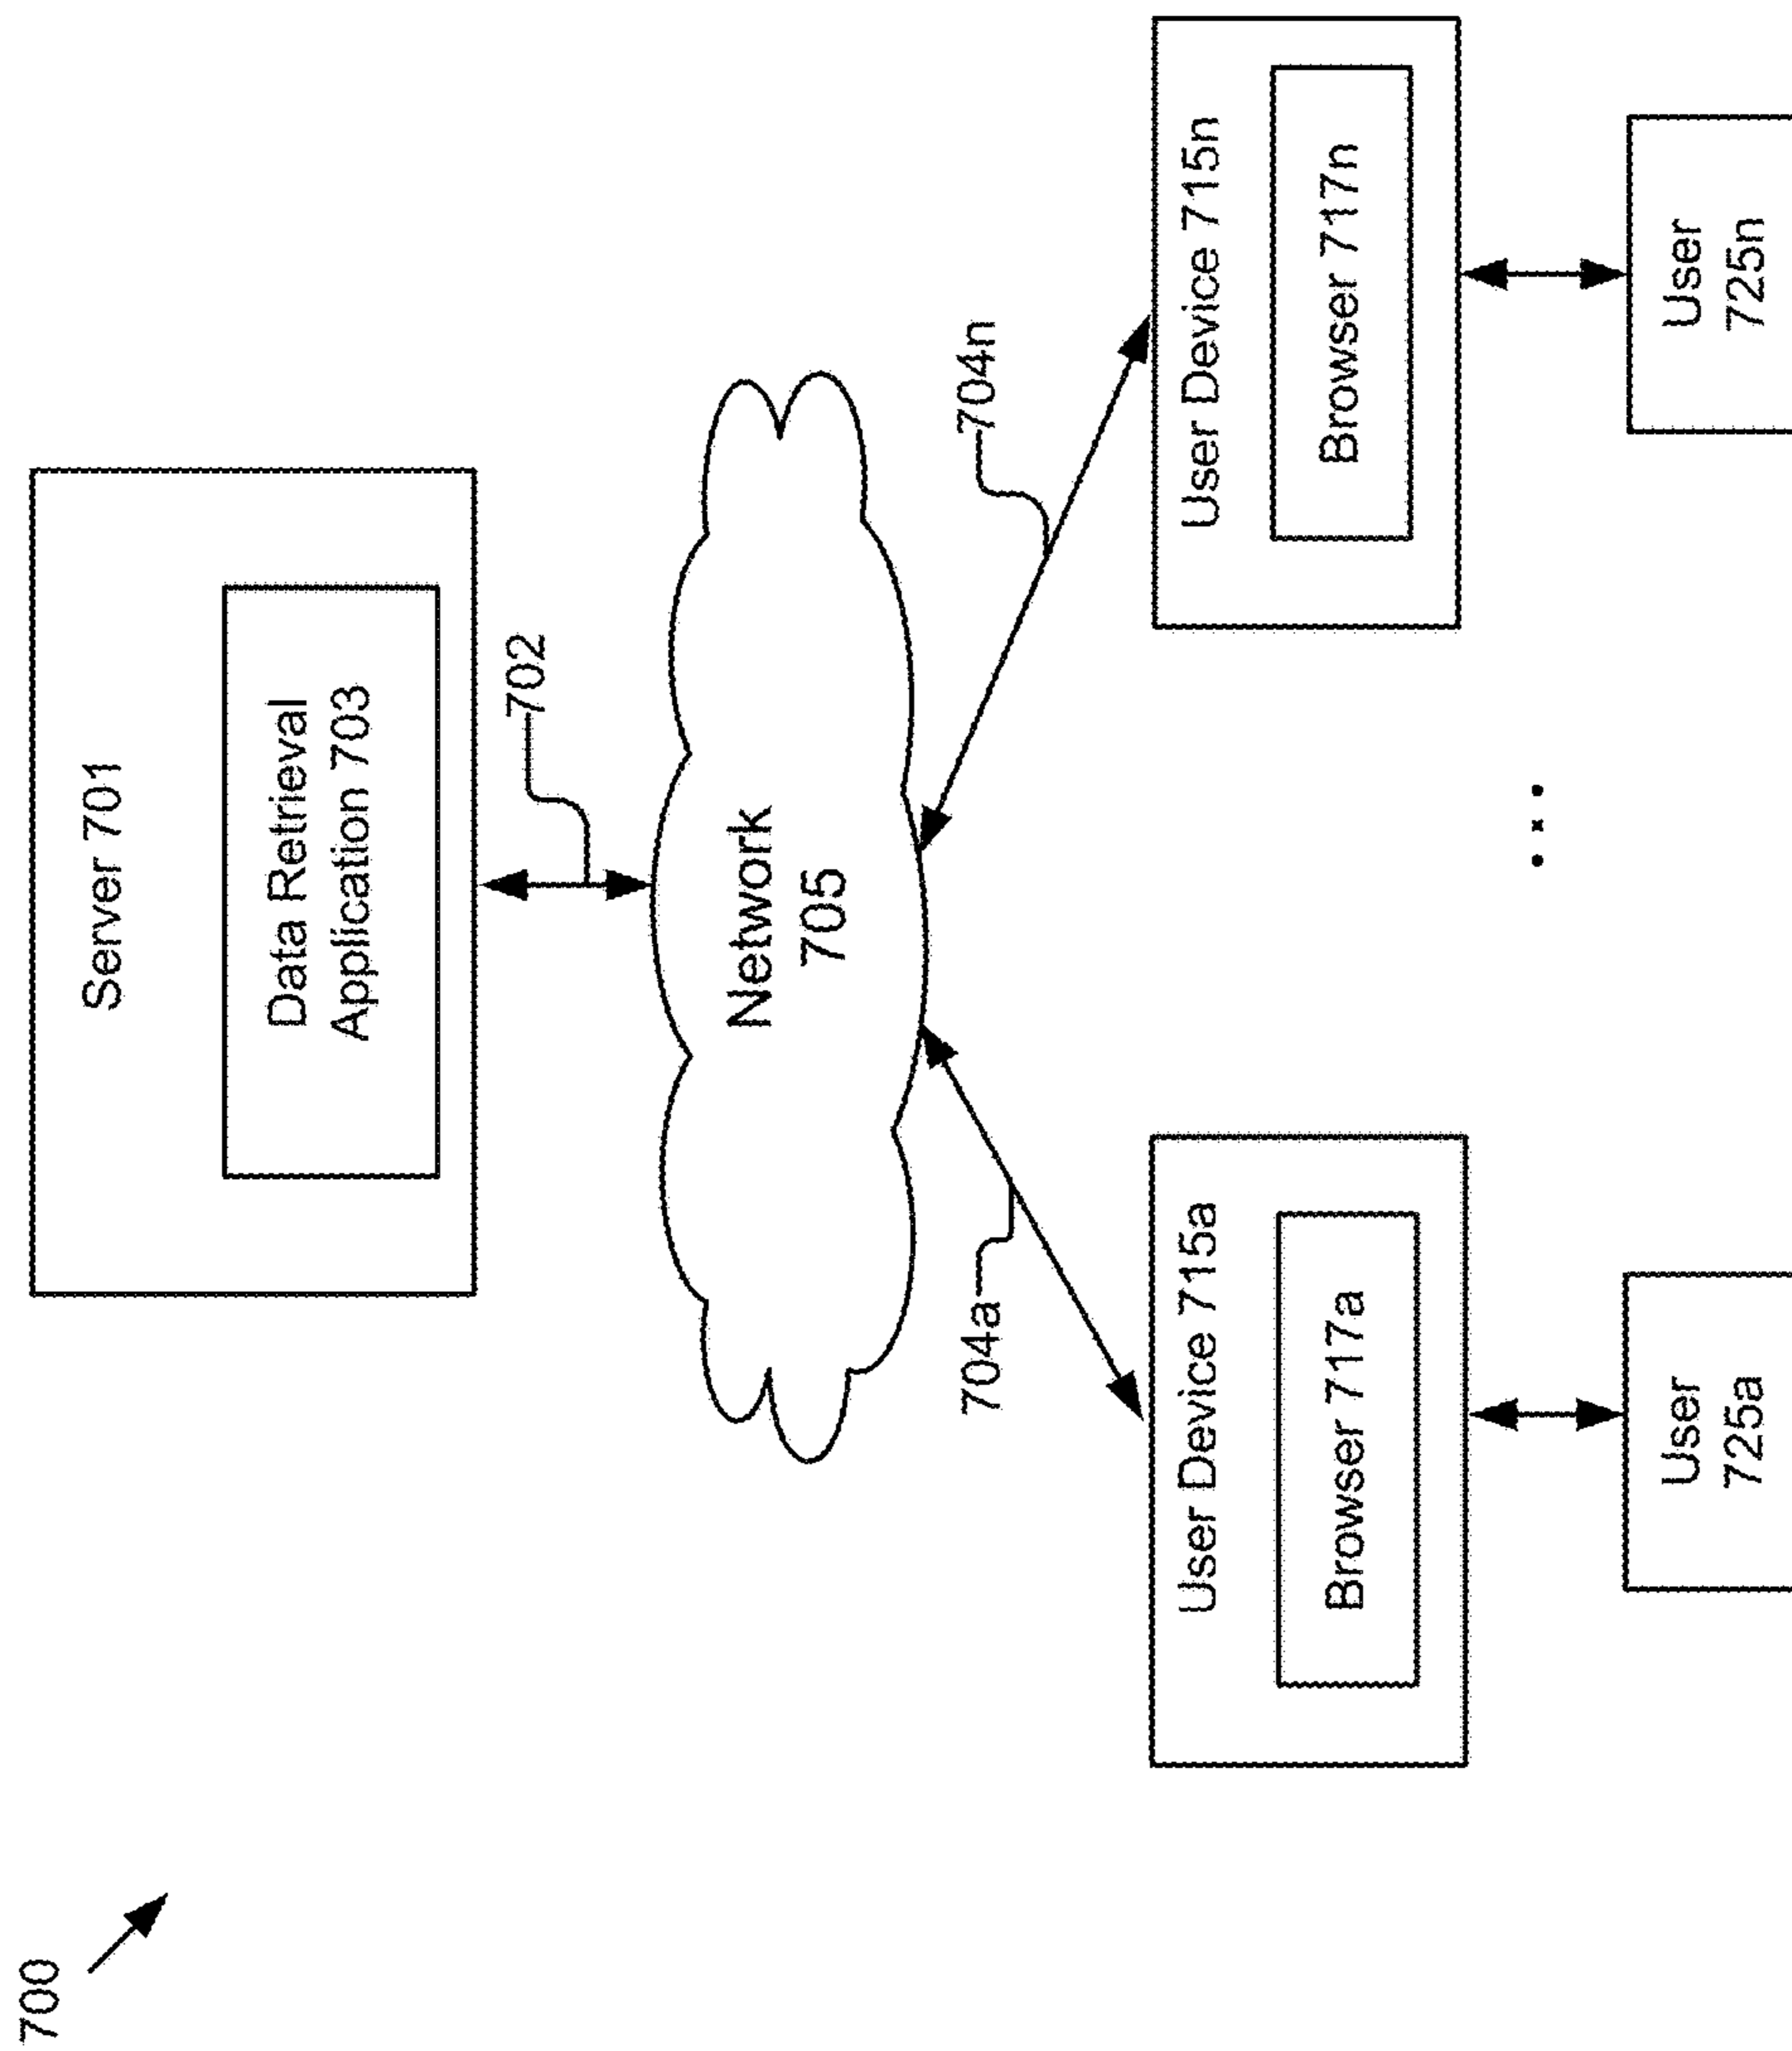 700
Server 701
Data Retrieval
Application 703
702
Network
705
704a
704n
User Device 715a
Browser 717a
User Device 715n
Browser 717n
User
725a
User
725n